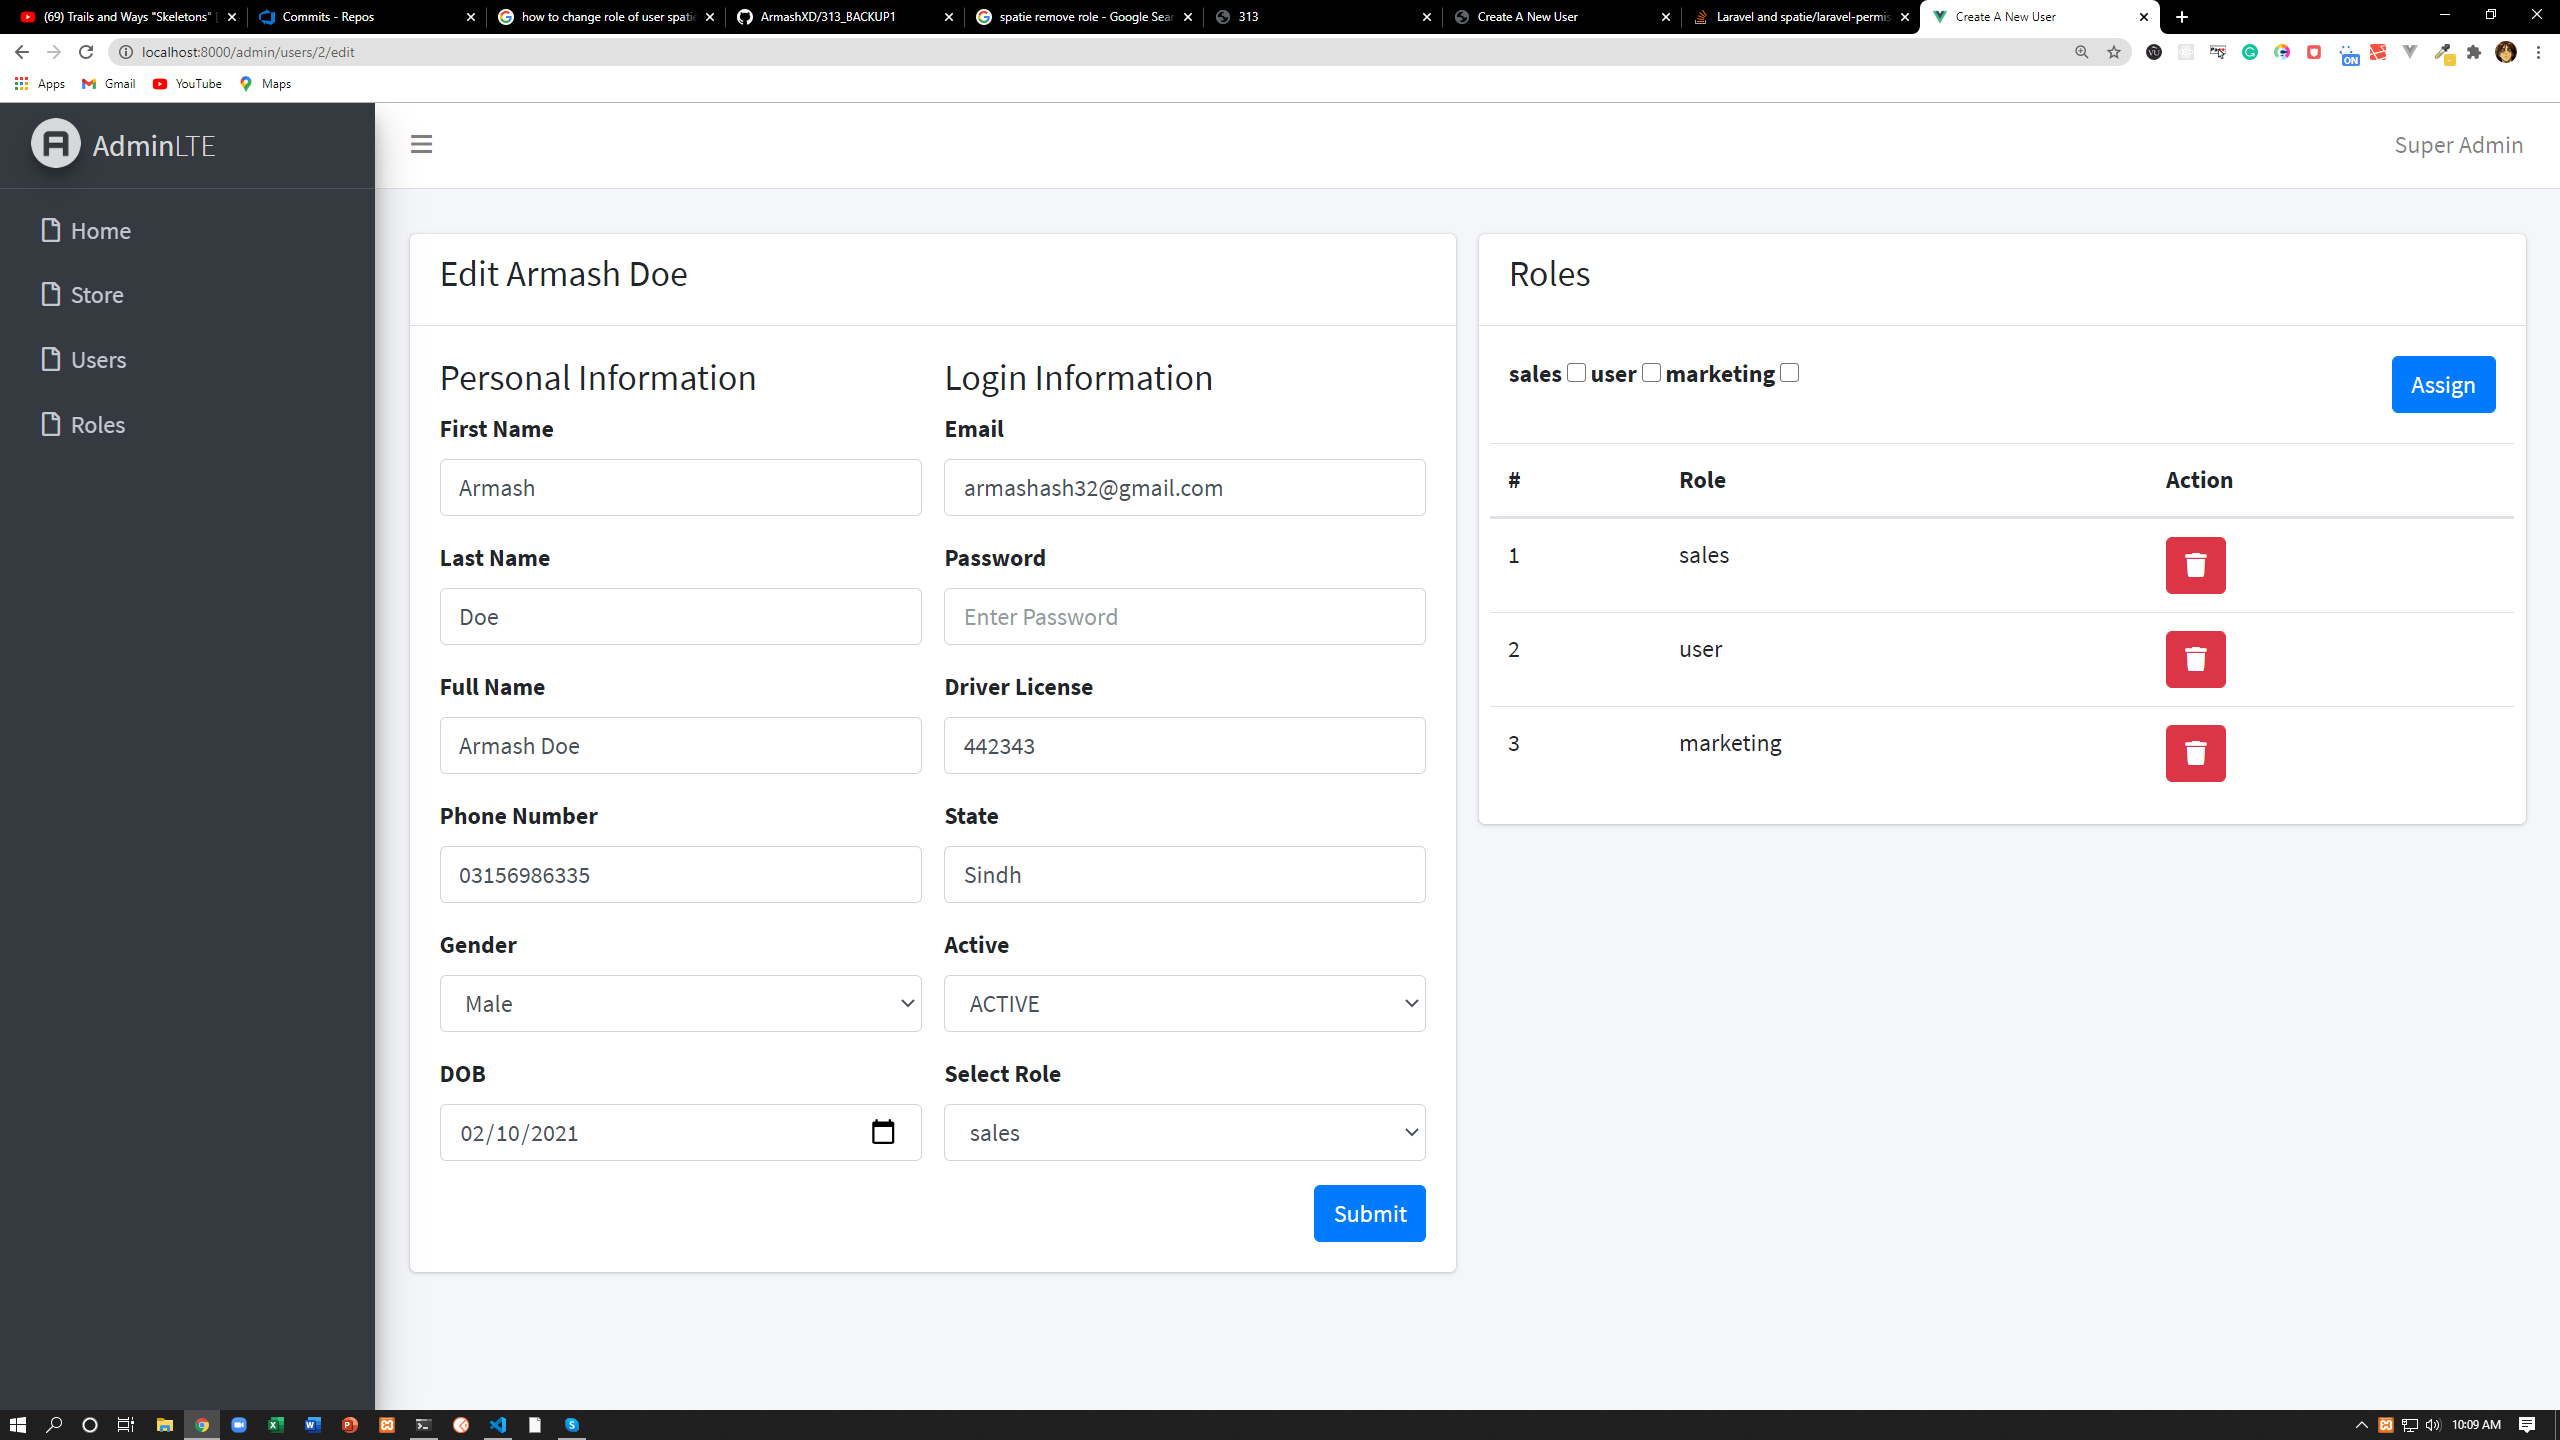 (69) Trails and Ways "Skeletons"
Commits - Repos
how to change role of user spatie
ArmashXD/313_BACKUP1
spatie remove role - Google Sear
313
Create A New User
Laravel and spatie/laravel-permis
Create A New User
localhost:8000/admin/users/2/edit
ON
Apps
Gmail
YouTube
Maps
AdminLTE
Super Admin
Home
Store
Users
Roles
Edit Armash Doe
Personal Information
First Name
Armash
Last Name
Doe
Full Name
Armash Doe
Phone Number
03156986335
Gender
Male
DOB
02/10/2021
Login Information
Email
armashash32@gmail.com
Password
Enter Password
Driver License
442343
State
Sindh
Active
ACTIVE
Select Role
sales
Submit
Roles
sales user marketing
Assign
# Role Action
1 sales
2 user
3 marketing
10:09 AM